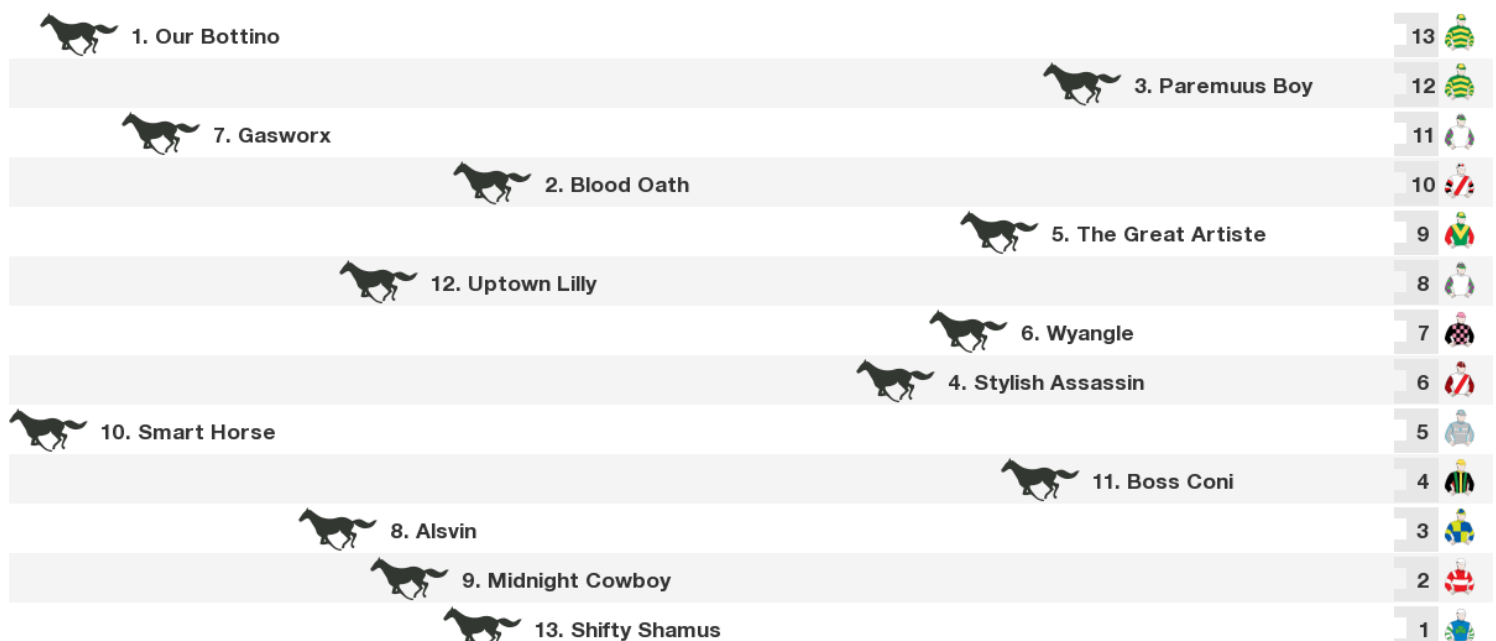 1. Our Bottino 13
3. Paremuus Boy 12
7. Gasworx 11
2. Blood Oath 10
5. The Great Artiste 9
12. Uptown Lilly 8
6. Wyangle 7
4. Stylish Assassin 6
10. Smart Horse 5
11. Boss Coni 4
8. Alsvin 3
9. Midnight Cowboy 2
13. Shifty Shamus 1